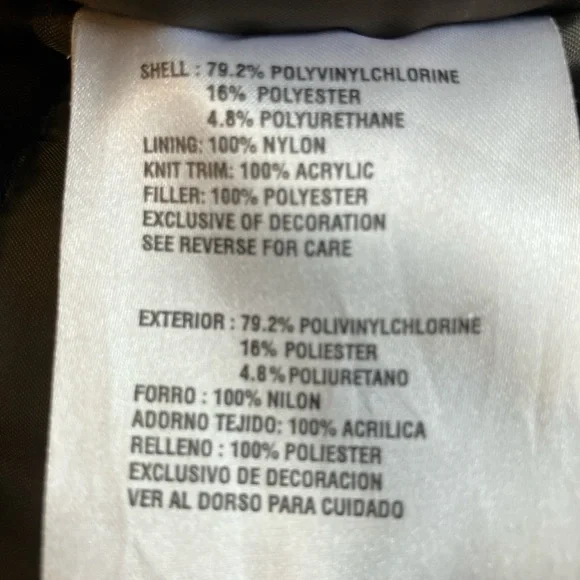 SHELL : 79.2% POLYVINYLCHLORINE
16% POLYESTER
4.8% POLYURETHANE
LINING: 100% NYLON
KNIT TRIM: 100% ACRYLIC
FILLER: 100% POLYESTER
EXCLUSIVE OF DECORATION
SEE REVERSE FOR CARE
EXTERIOR : 79.2% POLIVINYLCHLORINE
16% POLIESTER
4.8% POLIURETANO
FORRO : 100% NILON
ADORNO TEJIDO: 100% ACRILICA
RELLENO : 100% POLIESTER
EXCLUSIVO DE DECORACION
VER AL DORSO PARA CUIDADO